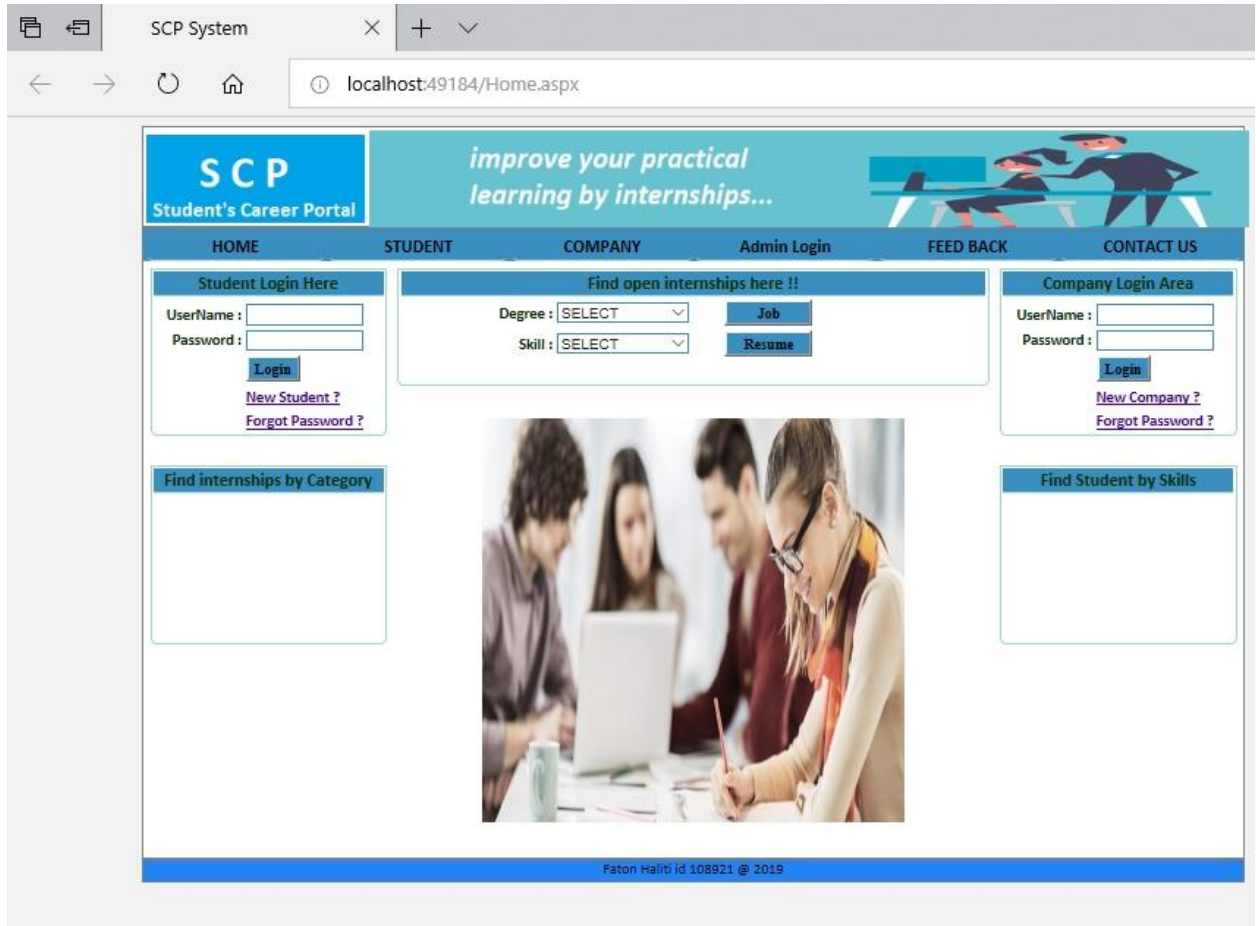 SCP System
localhost:49184/Home.aspx
S C P
Student's Career Portal
improve your practical
learning by internships...
HOME STUDENT COMPANY Admin Login FEED BACK CONTACT US
Student Login Here
UserName :
Password :
Login
New Student ?
Forgot Password ?
Find internships by Category
Find open internships here !!
Degree : SELECT Job
Skill : SELECT Resume
Company Login Area
UserName :
Password :
Login
New Company ?
Forgot Password ?
Find Student by Skills
Faton Haliti id 108921 @ 2019